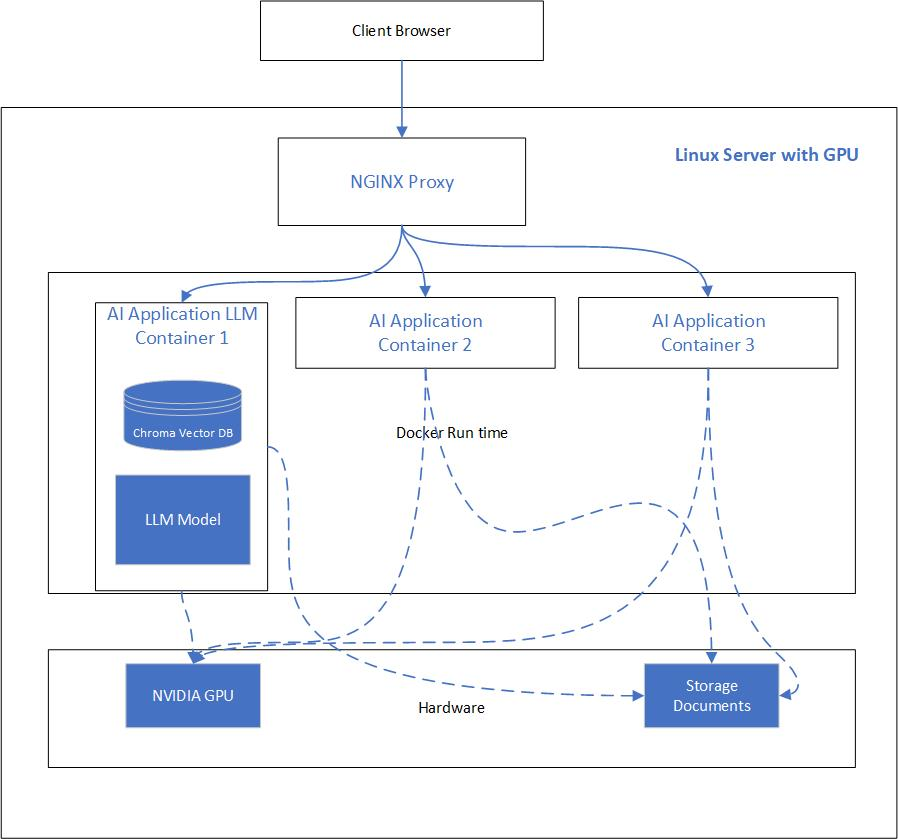 Client Browser
Linux Server with GPU
NGINX Proxy
AI Application LLM
Container 1
AI Application
Container 2
AI Application
Container 3
Chroma Vector DB
Docker Run time
LLM Model
NVIDIA GPU
Storage
Documents
Hardware